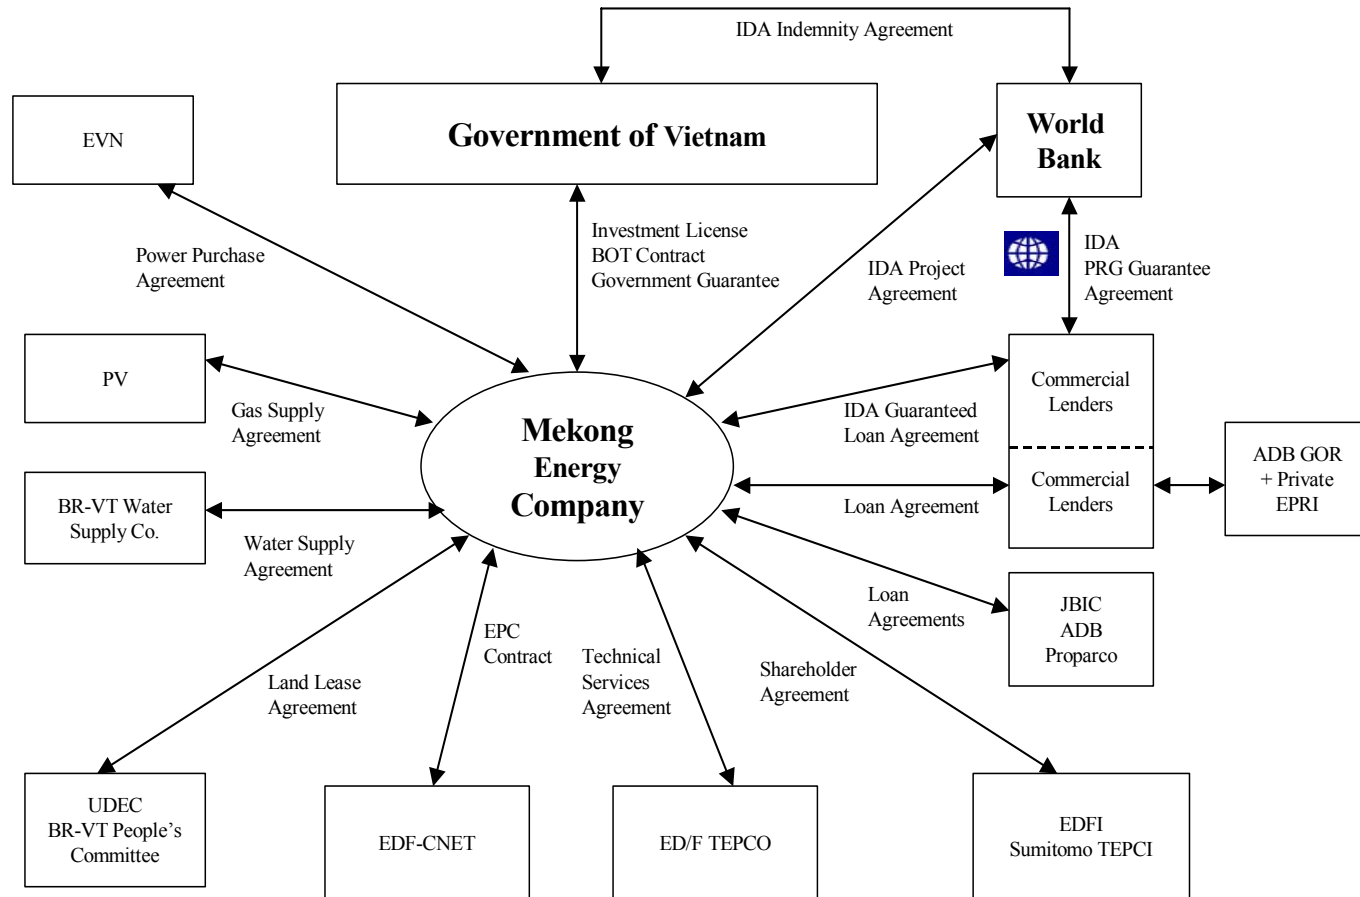 IDA Indemnity Agreement
EVN
Government of Vietnam
World
Bank
Power Purchase
Agreement
Investment License
BOT Contract
Government Guarantee
IDA Project
Agreement
IDA
PRG Guarantee
Agreement
PV
Gas Supply
Agreement
Mekong
Energy
Company
IDA Guaranteed
Loan Agreement
Commercial
Lenders
Commercial
Lenders
ADB GOR
+ Private
EPRI
BR-VT Water
Supply Co.
Water Supply
Agreement
Loan Agreement
Loan
Agreements
JBIC
ADB
Proparco
Land Lease
Agreement
EPC
Contract
Technical
Services
Agreement
Shareholder
Agreement
UDEC
BR-VT People’s
Committee
EDF-CNET
ED/F TEPCO
EDFI
Sumitomo TEPCI